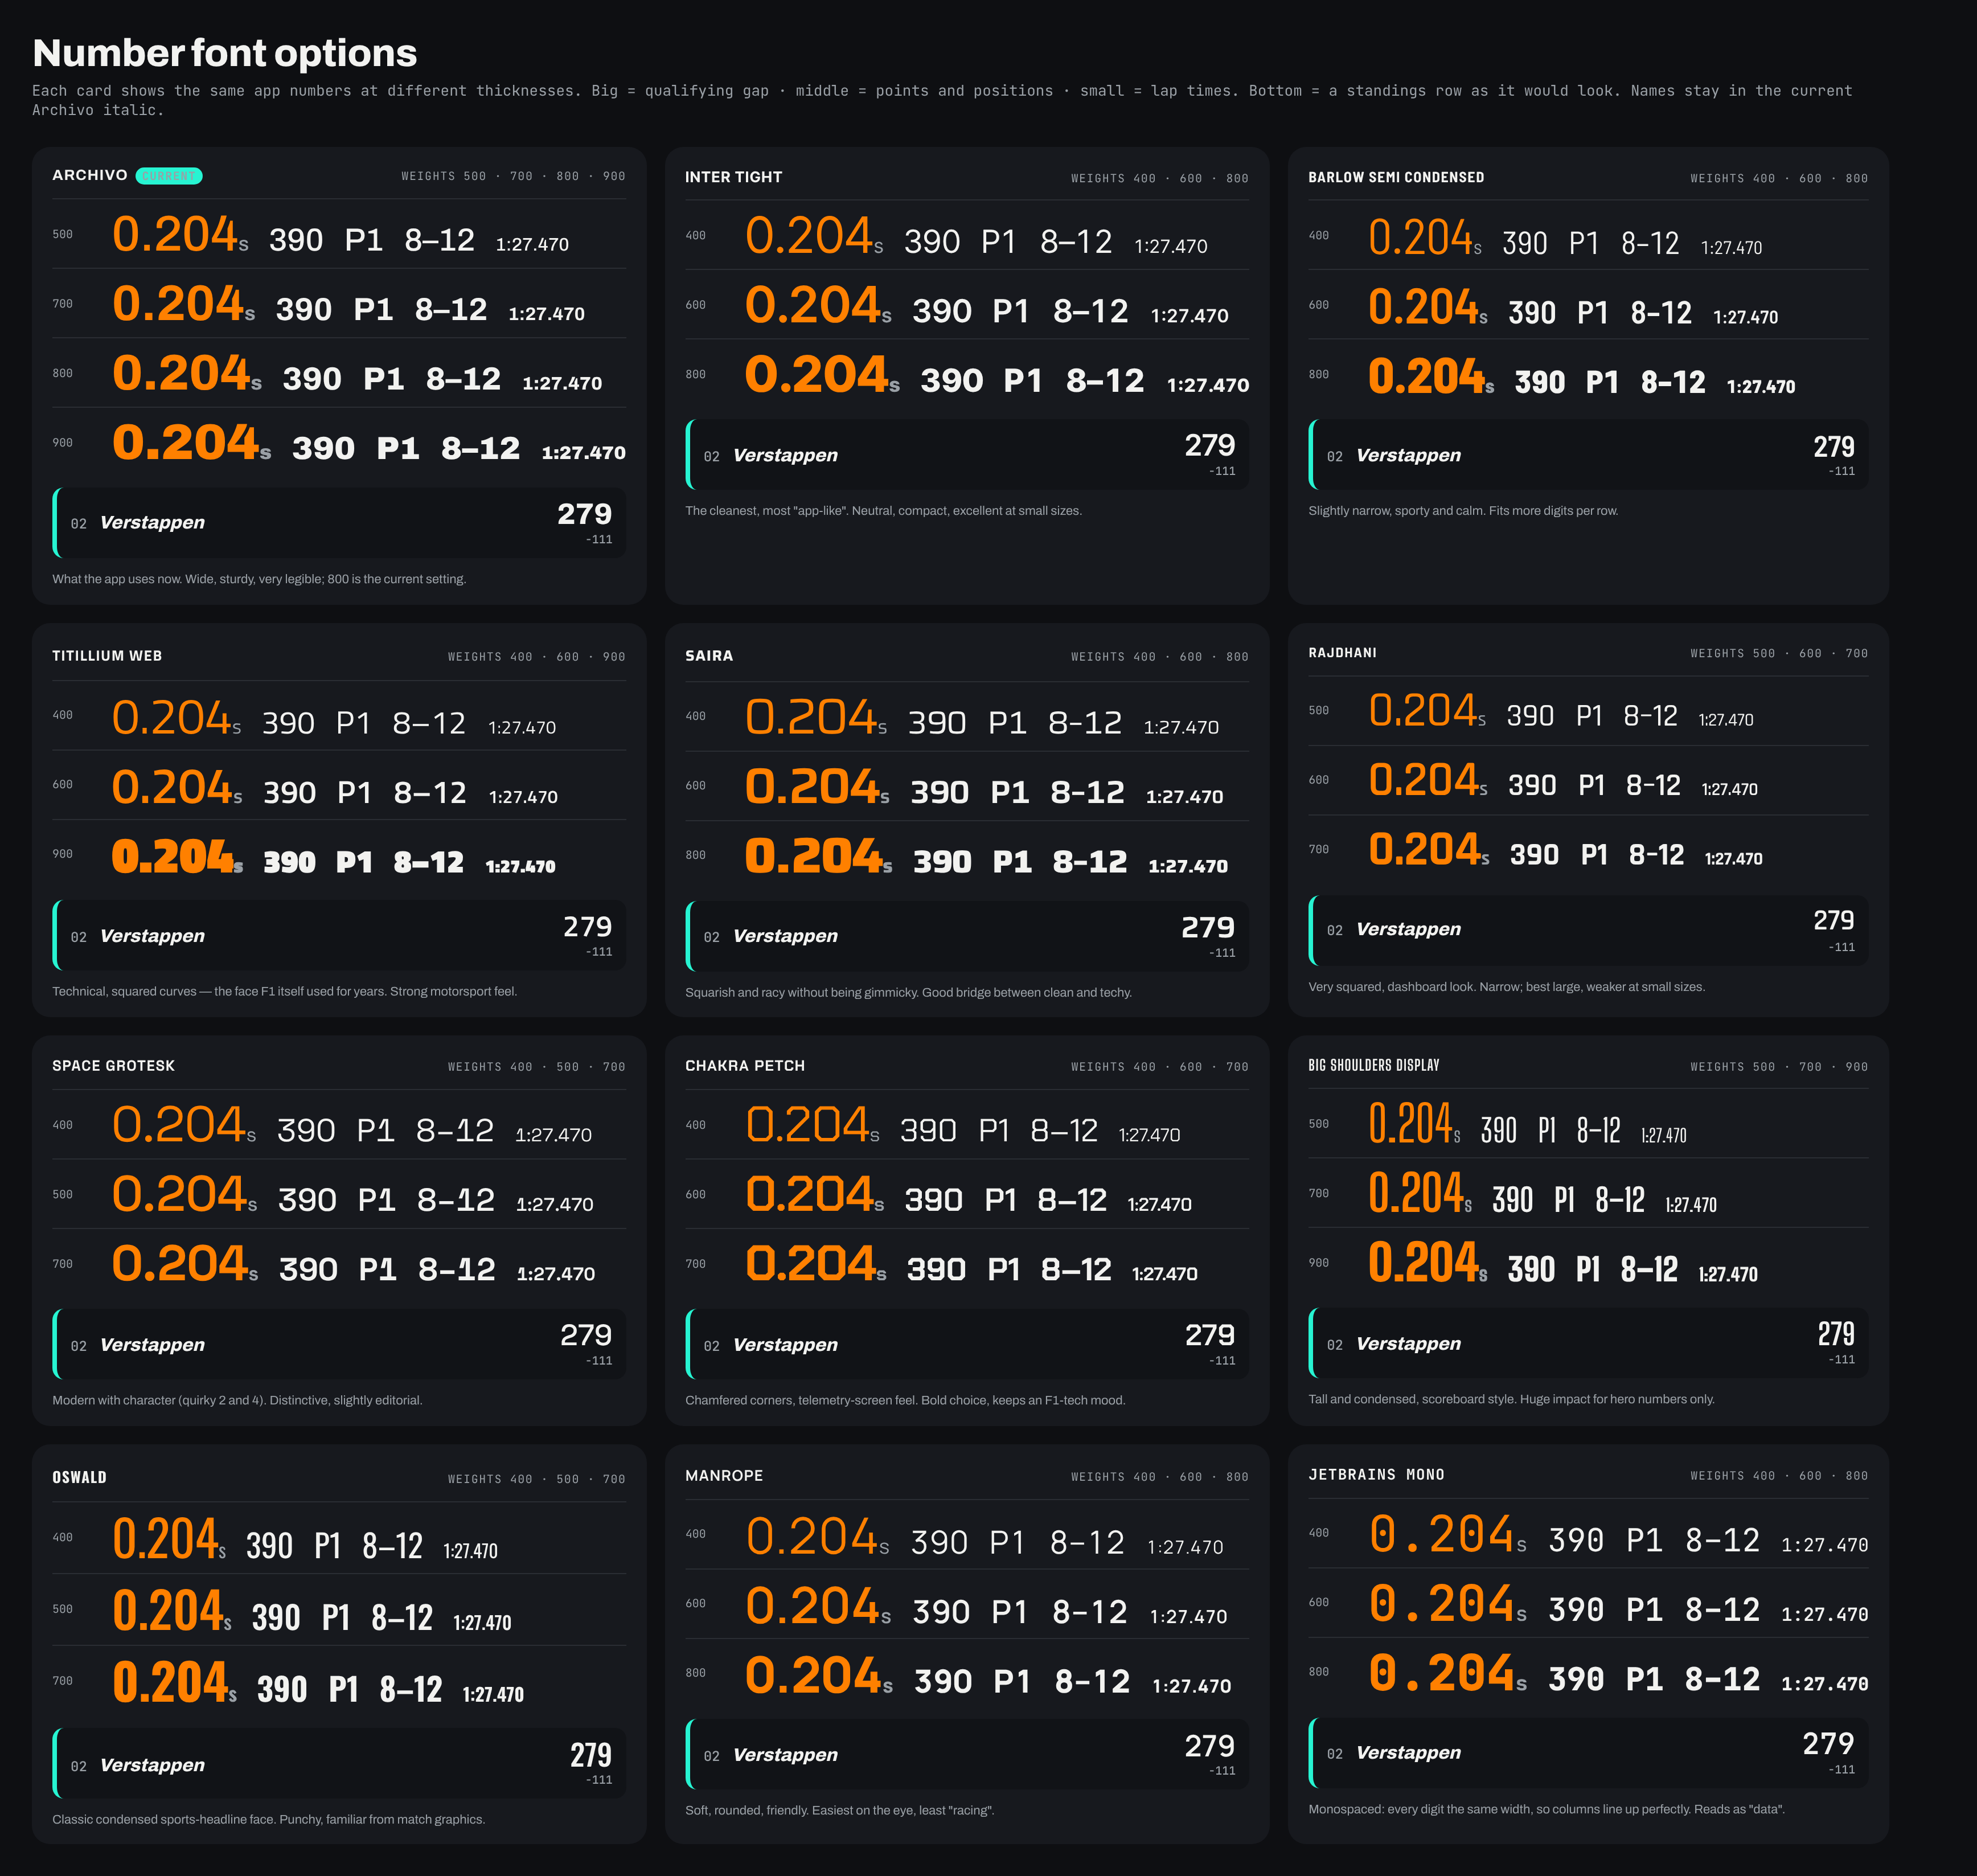 Number font options
Each card shows the same app numbers at different thicknesses. Big = qualifying gap · middle = points and positions · small = lap times. Bottom = a standings row as it would look. Names stay in the current
Archivo italic.
ARCHIVO CURRENT WEIGHTS 500 · 700 · 800 · 900
500 0.204s 390 P1 8–12 1:27.470
700 0.204s 390 P1 8–12 1:27.470
800 0.204s 390 P1 8–12 1:27.470
900 0.204s 390 P1 8–12 1:27.470
02 Verstappen 279
-111
What the app uses now. Wide, sturdy, very legible; 800 is the current setting.
INTER TIGHT WEIGHTS 400 · 600 · 800
400 0.204s 390 P1 8–12 1:27.470
600 0.204s 390 P1 8–12 1:27.470
800 0.204s 390 P1 8–12 1:27.470
02 Verstappen 279
-111
The cleanest, most "app-like". Neutral, compact, excellent at small sizes.
BARLOW SEMI CONDENSED WEIGHTS 400 · 600 · 800
400 0.204s 390 P1 8–12 1:27.470
600 0.204s 390 P1 8–12 1:27.470
800 0.204s 390 P1 8–12 1:27.470
02 Verstappen 279
-111
Slightly narrow, sporty and calm. Fits more digits per row.
TITILLIUM WEB WEIGHTS 400 · 600 · 900
400 0.204s 390 P1 8–12 1:27.470
600 0.204s 390 P1 8–12 1:27.470
900 0.204s 390 P1 8–12 1:27.470
02 Verstappen 279
-111
Technical, squared curves — the face F1 itself used for years. Strong motorsport feel.
SAIRA WEIGHTS 400 · 600 · 800
400 0.204s 390 P1 8–12 1:27.470
600 0.204s 390 P1 8–12 1:27.470
800 0.204s 390 P1 8–12 1:27.470
02 Verstappen 279
-111
Squarish and racy without being gimmicky. Good bridge between clean and techy.
RAJDHANI WEIGHTS 500 · 600 · 700
500 0.204s 390 P1 8–12 1:27.470
600 0.204s 390 P1 8–12 1:27.470
700 0.204s 390 P1 8–12 1:27.470
02 Verstappen 279
-111
Very squared, dashboard look. Narrow; best large, weaker at small sizes.
SPACE GROTESK WEIGHTS 400 · 500 · 700
400 0.204s 390 P1 8–12 1:27.470
500 0.204s 390 P1 8–12 1:27.470
700 0.204s 390 P1 8–12 1:27.470
02 Verstappen 279
-111
Modern with character (quirky 2 and 4). Distinctive, slightly editorial.
CHAKRA PETCH WEIGHTS 400 · 600 · 700
400 0.204s 390 P1 8–12 1:27.470
600 0.204s 390 P1 8–12 1:27.470
700 0.204s 390 P1 8–12 1:27.470
02 Verstappen 279
-111
Chamfered corners, telemetry-screen feel. Bold choice, keeps an F1-tech mood.
BIG SHOULDERS DISPLAY WEIGHTS 500 · 700 · 900
500 0.204s 390 P1 8–12 1:27.470
700 0.204s 390 P1 8–12 1:27.470
900 0.204s 390 P1 8–12 1:27.470
02 Verstappen 279
-111
Tall and condensed, scoreboard style. Huge impact for hero numbers only.
OSWALD WEIGHTS 400 · 500 · 700
400 0.204s 390 P1 8–12 1:27.470
500 0.204s 390 P1 8–12 1:27.470
700 0.204s 390 P1 8–12 1:27.470
02 Verstappen 279
-111
Classic condensed sports-headline face. Punchy, familiar from match graphics.
MANROPE WEIGHTS 400 · 600 · 800
400 0.204s 390 P1 8–12 1:27.470
600 0.204s 390 P1 8–12 1:27.470
800 0.204s 390 P1 8–12 1:27.470
02 Verstappen 279
-111
Soft, rounded, friendly. Easiest on the eye, least "racing".
JETBRAINS MONO WEIGHTS 400 · 600 · 800
400 0.204s 390 P1 8–12 1:27.470
600 0.204s 390 P1 8–12 1:27.470
800 0.204s 390 P1 8–12 1:27.470
02 Verstappen 279
-111
Monospaced: every digit the same width, so columns line up perfectly. Reads as "data".